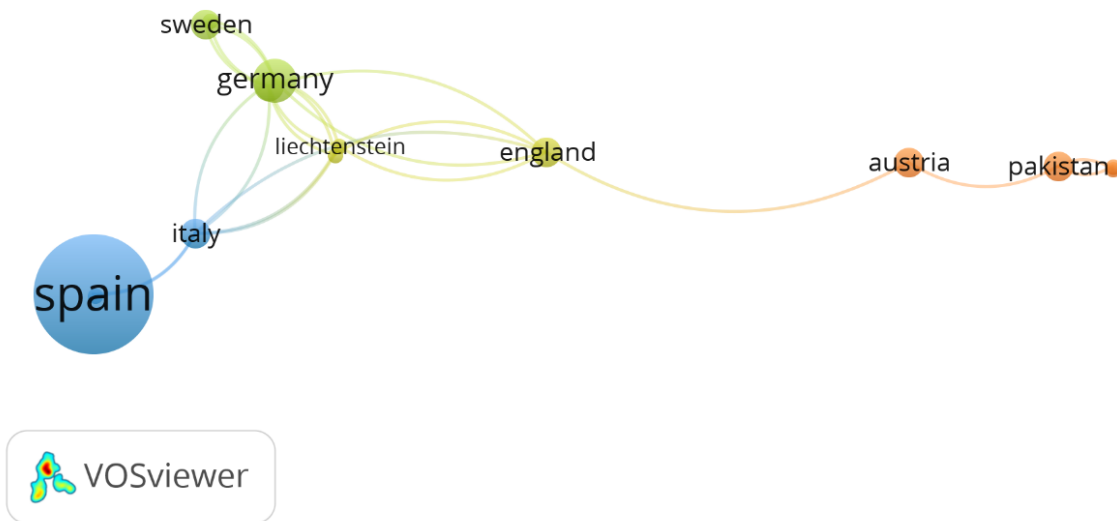 sweden
germany
liechtenstein
england
austria
pakistan
italy
spain
VOSviewer